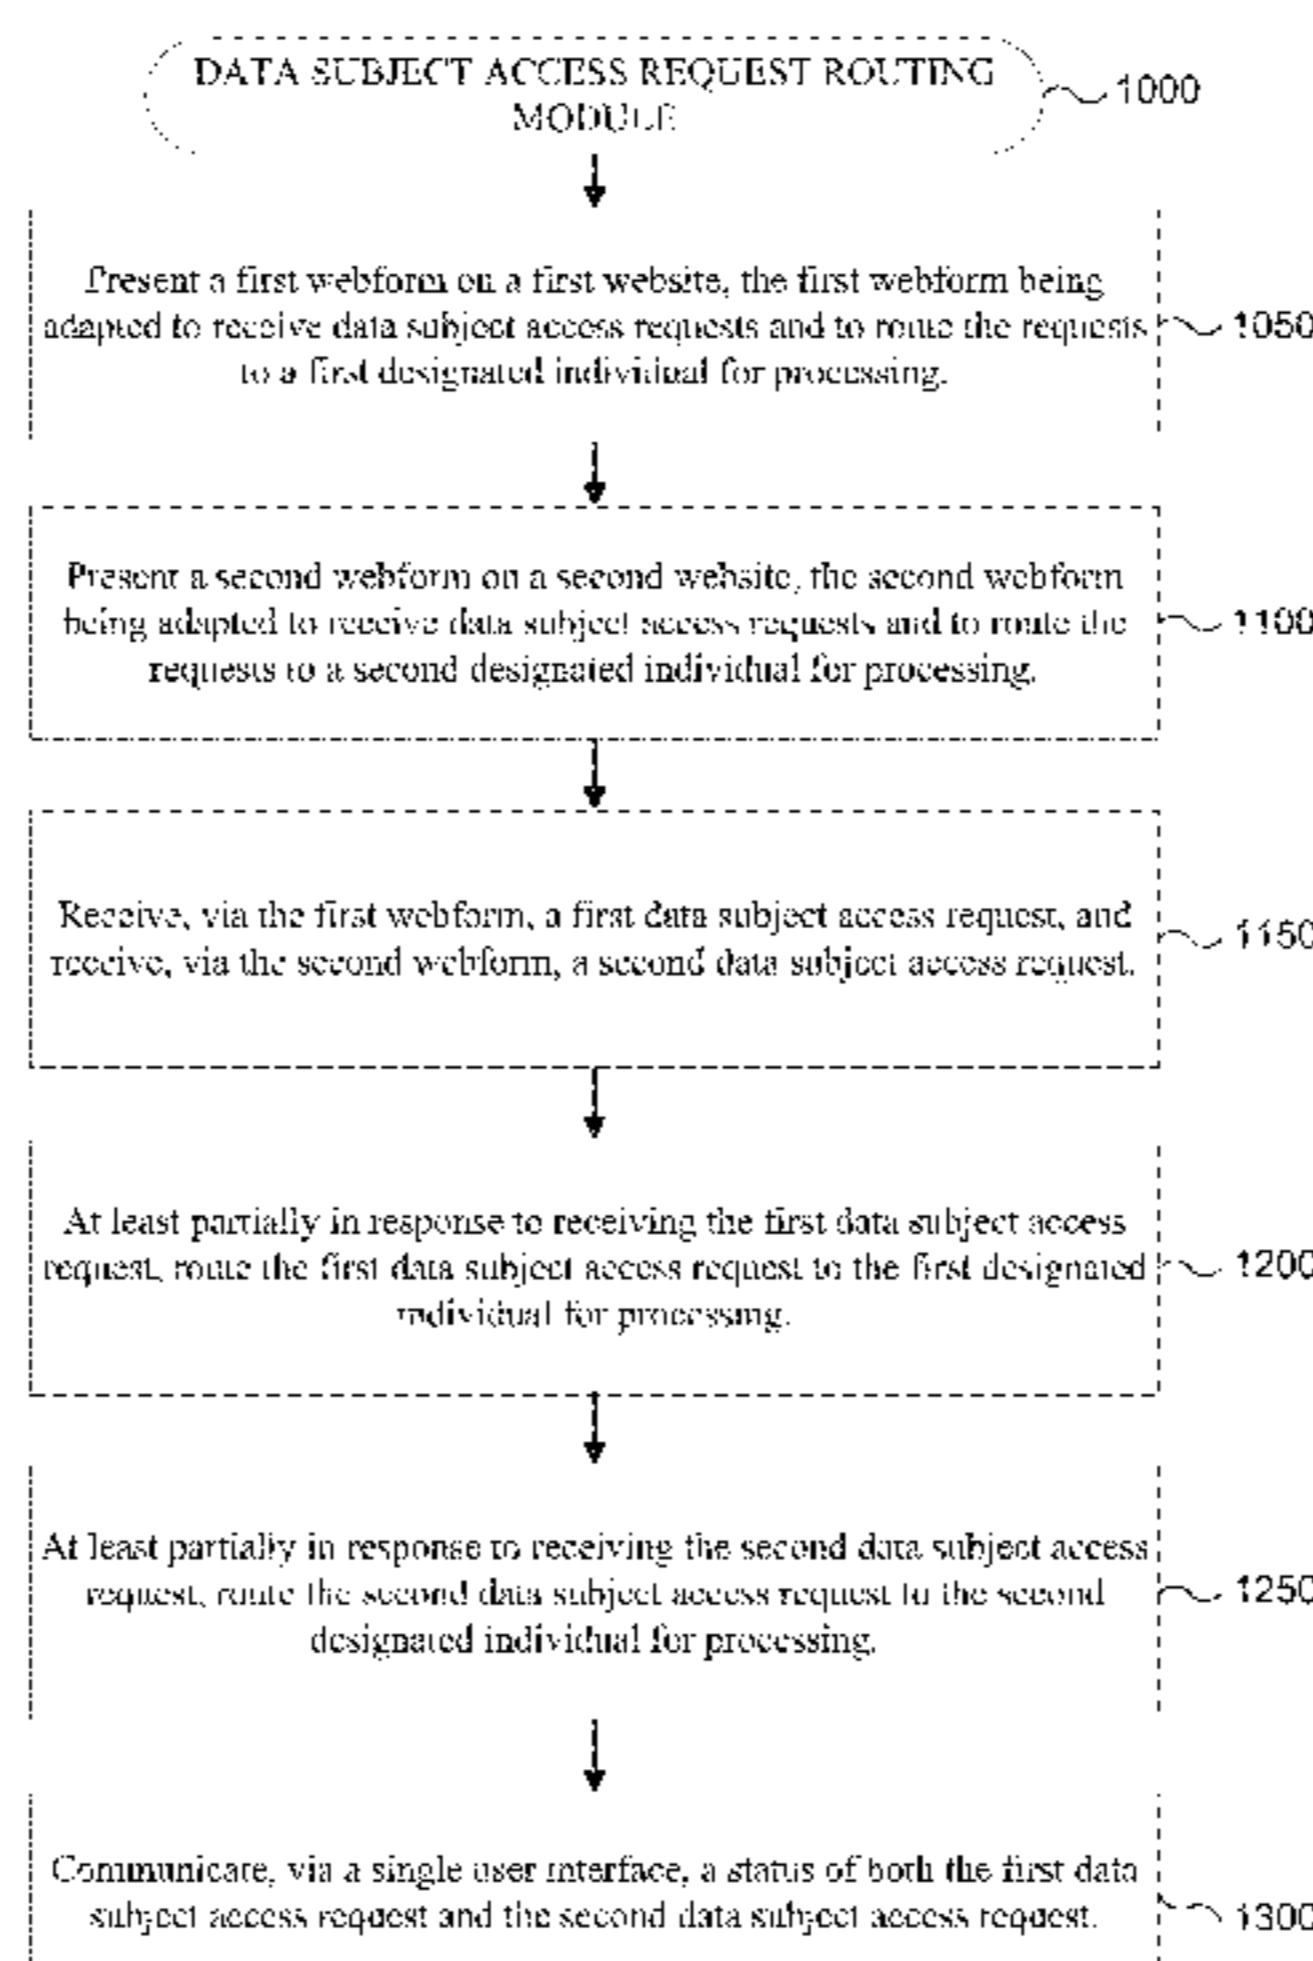 DATA SUBJECT ACCESS REQUEST ROUTING
MODULE
1000
Present a first webform on a first website, the first webform being
adapted to receive data subject access requests and to route the requests
to a first designated individual for processing.
1050
Present a second webform on a second website, the second webform
being adapted to receive data subject access requests and to route the
requests to a second designated individual for processing.
1100
Receive, via the first webform, a first data subject access request, and
receive, via the second webform, a second data subject access request.
1150
At least partially in response to receiving the first data subject access
request, route the first data subject access request to the first designated
individual for processing.
1200
At least partially in response to receiving the second data subject access
request, route the second data subject access request to the second
designated individual for processing.
1250
Communicate, via a single user interface, a status of both the first data
subject access request and the second data subject access request.
1300